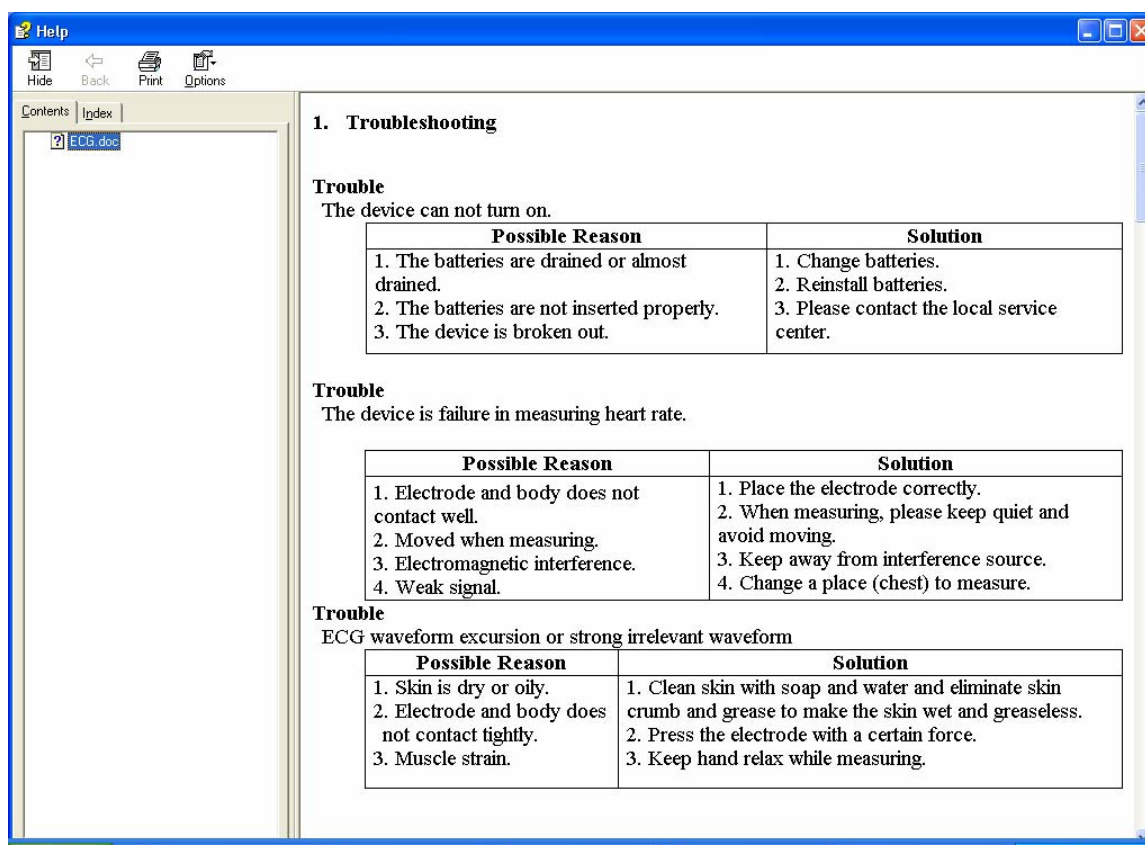 Help
Hide Back Print Options
Contents Index
ECG.doc
1. Troubleshooting
Trouble
The device can not turn on.
Possible Reason Solution
1. The batteries are drained or almost
drained.
2. The batteries are not inserted properly.
3. The device is broken out.
1. Change batteries.
2. Reinstall batteries.
3. Please contact the local service
center.
Trouble
The device is failure in measuring heart rate.
Possible Reason Solution
1. Electrode and body does not
contact well.
2. Moved when measuring.
3. Electromagnetic interference.
4. Weak signal.
1. Place the electrode correctly.
2. When measuring, please keep quiet and
avoid moving.
3. Keep away from interference source.
4. Change a place (chest) to measure.
Trouble
ECG waveform excursion or strong irrelevant waveform
Possible Reason Solution
1. Skin is dry or oily.
2. Electrode and body does
not contact tightly.
3. Muscle strain.
1. Clean skin with soap and water and eliminate skin
crumb and grease to make the skin wet and greaseless.
2. Press the electrode with a certain force.
3. Keep hand relax while measuring.